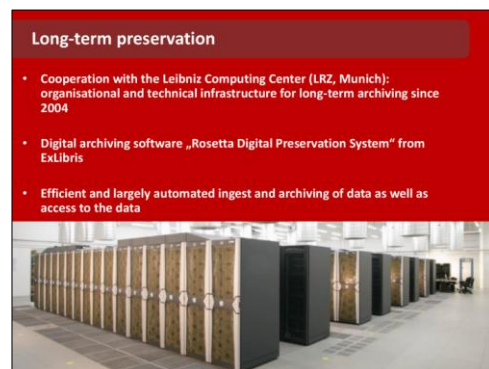 Long-term preservation
• Cooperation with the Leibniz Computing Center (LRZ, Munich):
organisational and technical infrastructure for long-term archiving since
2004
• Digital archiving software „Rosetta Digital Preservation System“ from
ExLibris
• Efficient and largely automated ingest and archiving of data as well as
access to the data